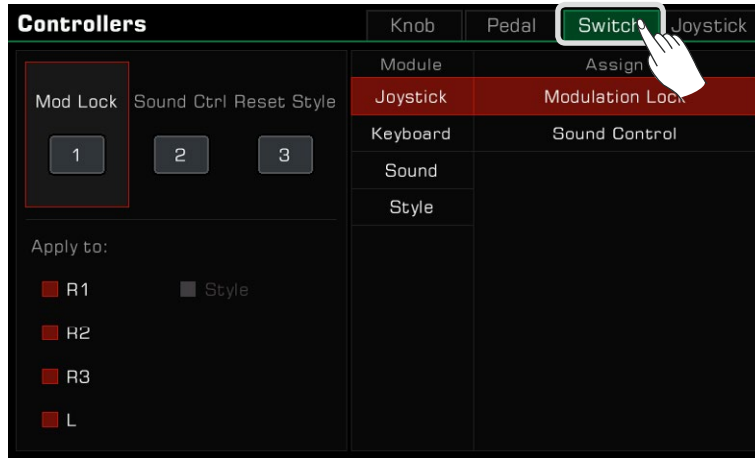 Controllers
Knob Pedal Switch Joystick
Module Assign
Mod Lock Sound Ctrl Reset Style
Joystick Modulation Lock
1 2 3
Keyboard Sound Control
Sound
Style
Apply to:
R1 Style
R2
R3
L